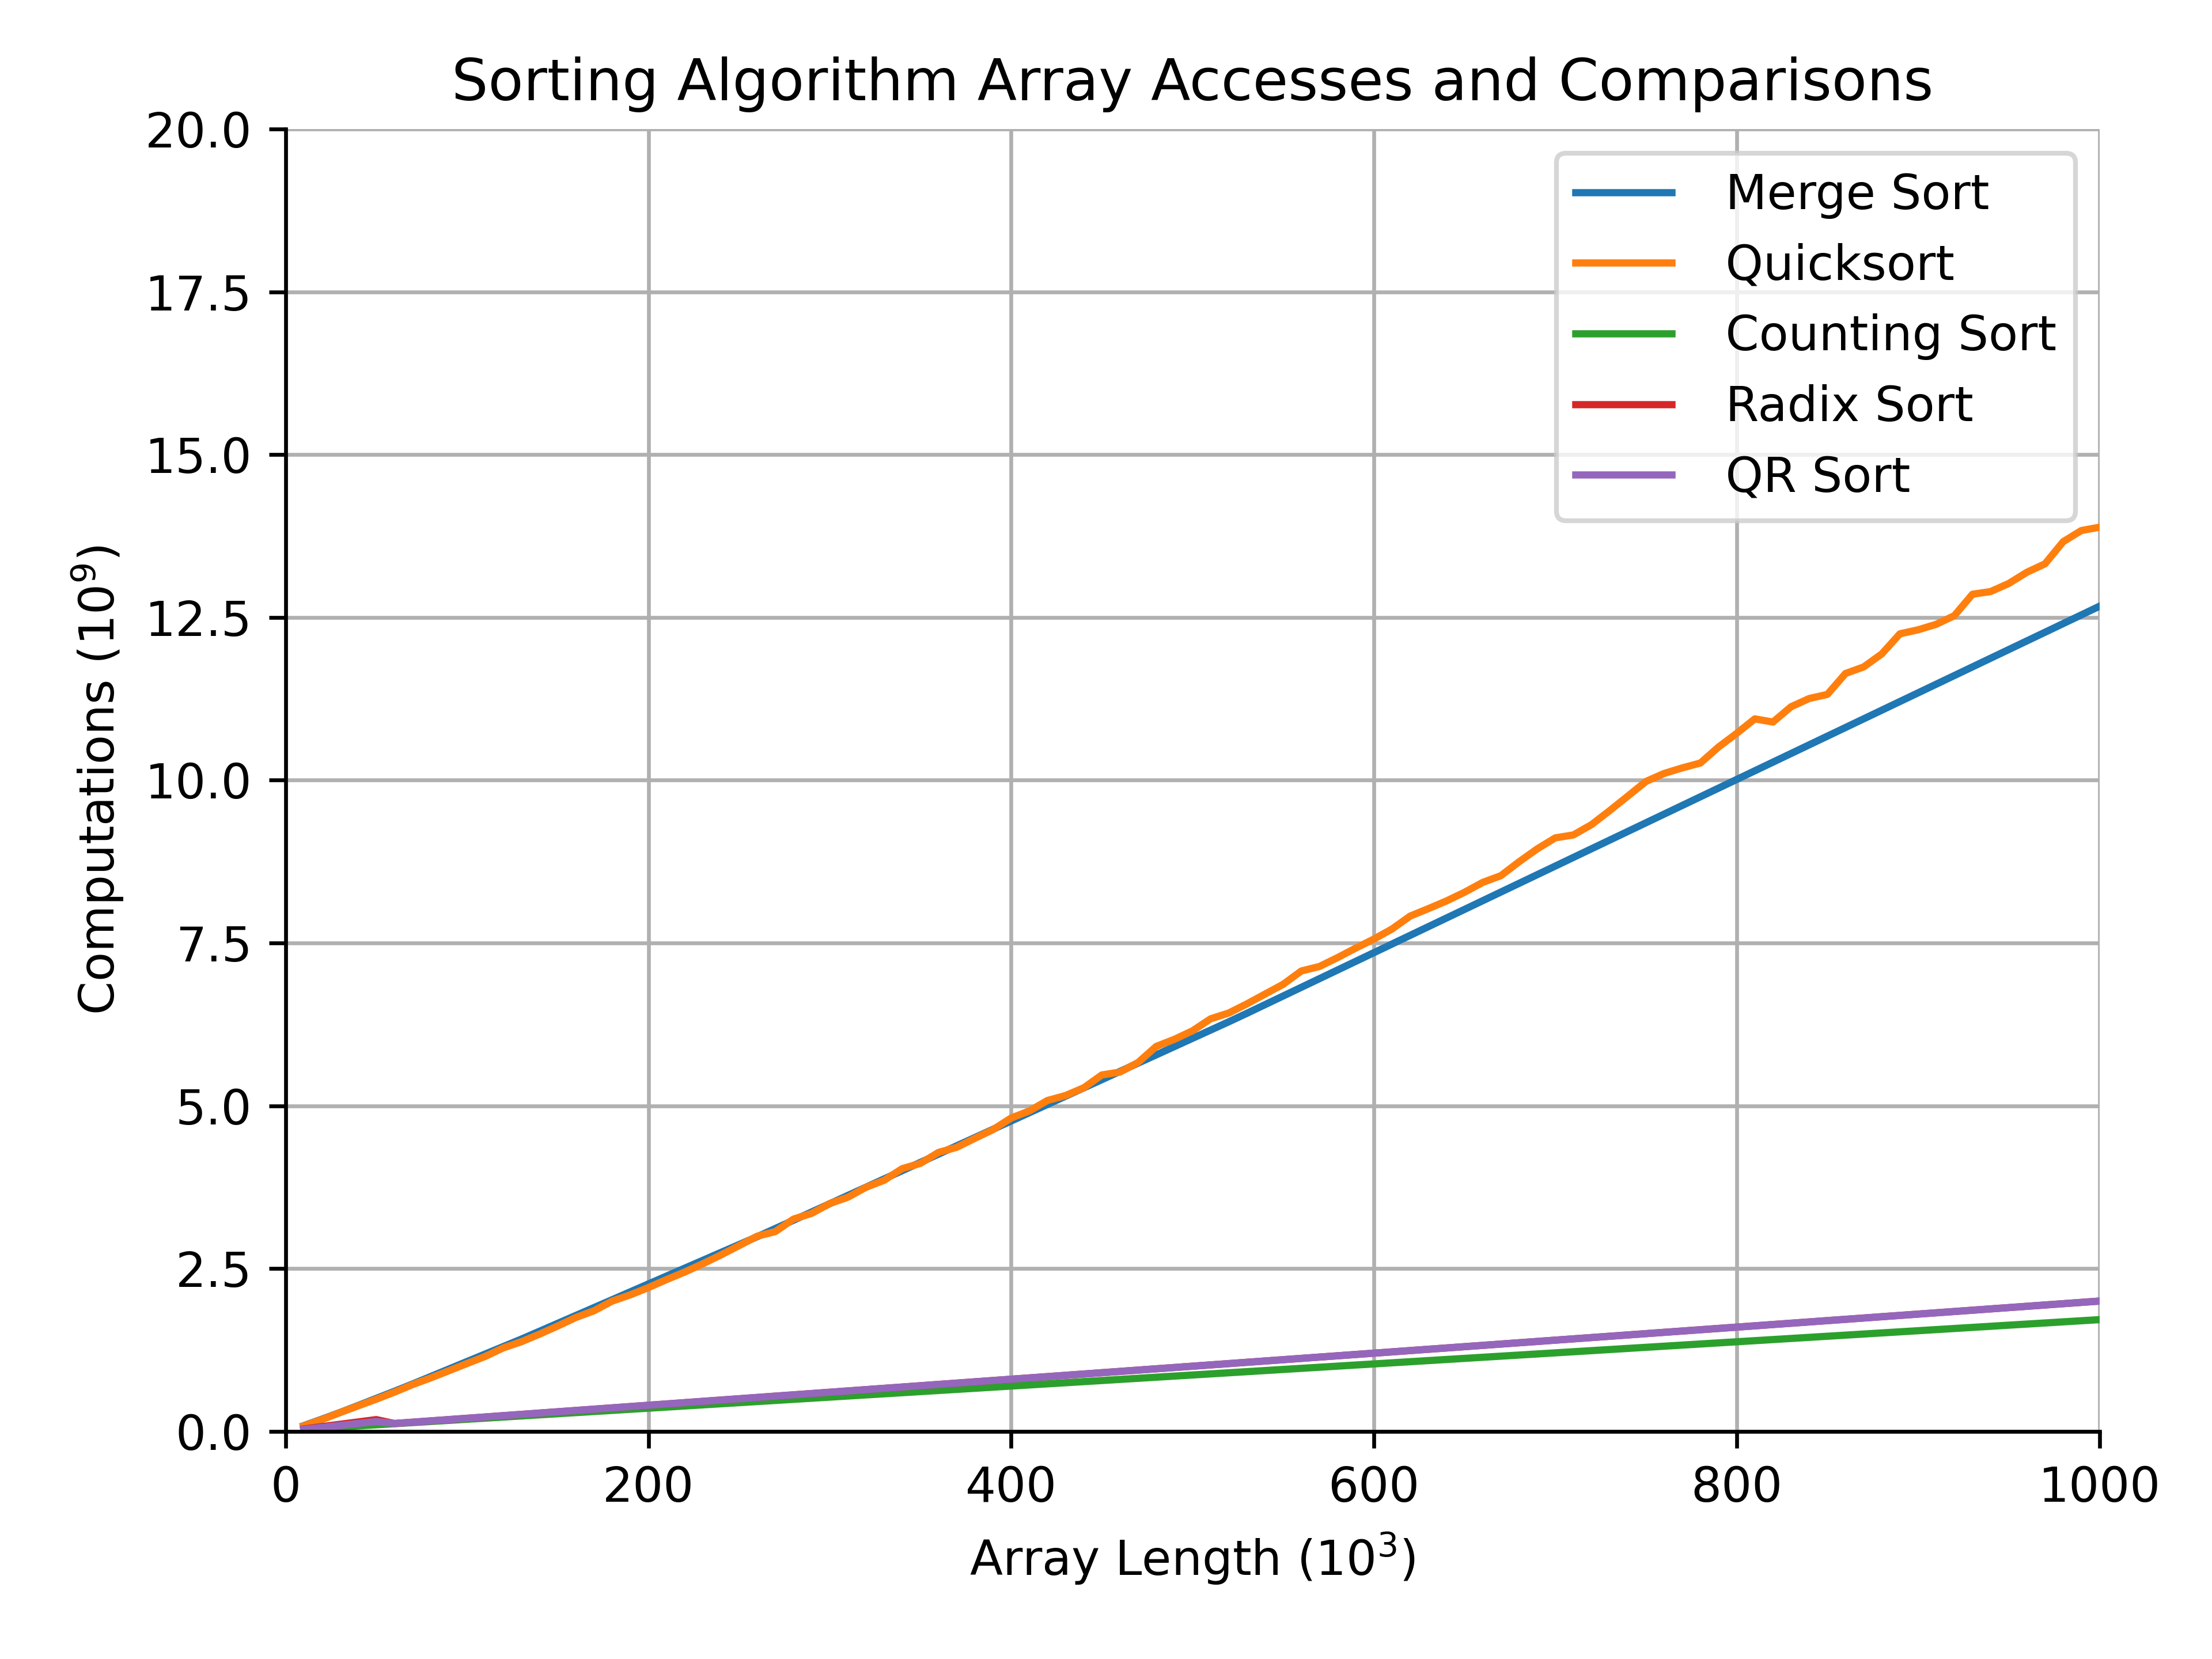 Sorting Algorithm Array Accesses and Comparisons
20.0
17.5
15.0
12.5
10.0
7.5
5.0
2.5
0.0
Computations (10⁹)
Merge Sort
Quicksort
Counting Sort
Radix Sort
QR Sort
0 200 400 600 800 1000
Array Length (10³)